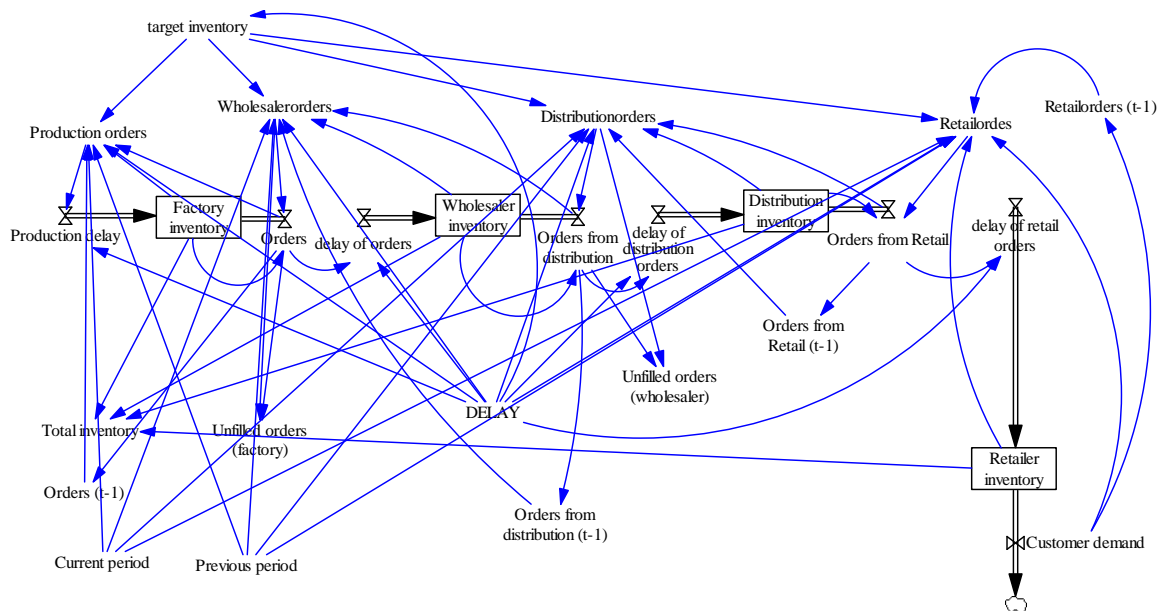 target inventory
Wholesalerorders
Distributionorders
Retailorders (t-1)
Production orders
Retailordes
Factory
inventory
Wholesaler
inventory
Distribution
inventory
Production delay
Orders
delay of orders
Orders from
distribution
delay of
distribution
orders
Orders from Retail
delay of retail
orders
Orders from
Retail (t-1)
Unfilled orders
(wholesaler)
DELAY
Total inventory
Unfilled orders
(factory)
Retailer
inventory
Orders (t-1)
Orders from
distribution (t-1)
Customer demand
Current period
Previous period